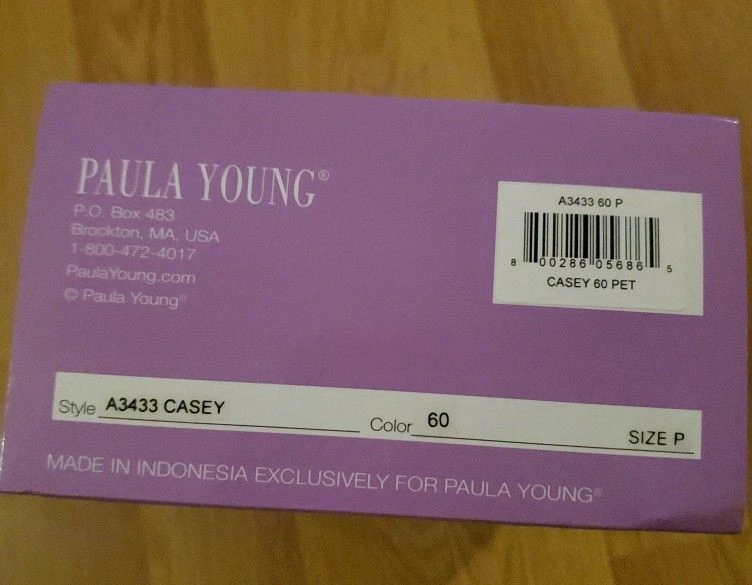 PAULA YOUNG®
P.O. Box 483
Brockton, MA, USA
1-800-472-4017
PaulaYoung.com
© Paula Young®
A3433 60 P
8 00286 05686 5
CASEY 60 PET
Style A3433 CASEY Color 60 SIZE P
MADE IN INDONESIA EXCLUSIVELY FOR PAULA YOUNG®